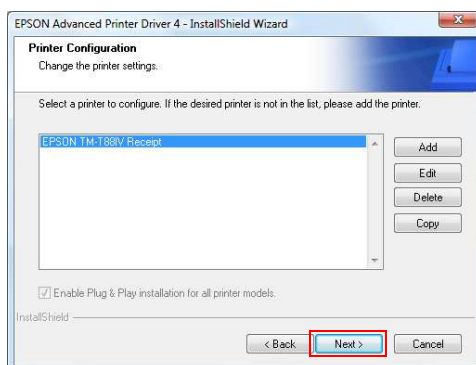 EPSON Advanced Printer Driver 4 - InstallShield Wizard
Printer Configuration
Change the printer settings.
Select a printer to configure. If the desired printer is not in the list, please add the printer.
EPSON TM-T88IV Receipt
Add
Edit
Delete
Copy
Enable Plug & Play installation for all printer models.
InstallShield
< Back
Next >
Cancel